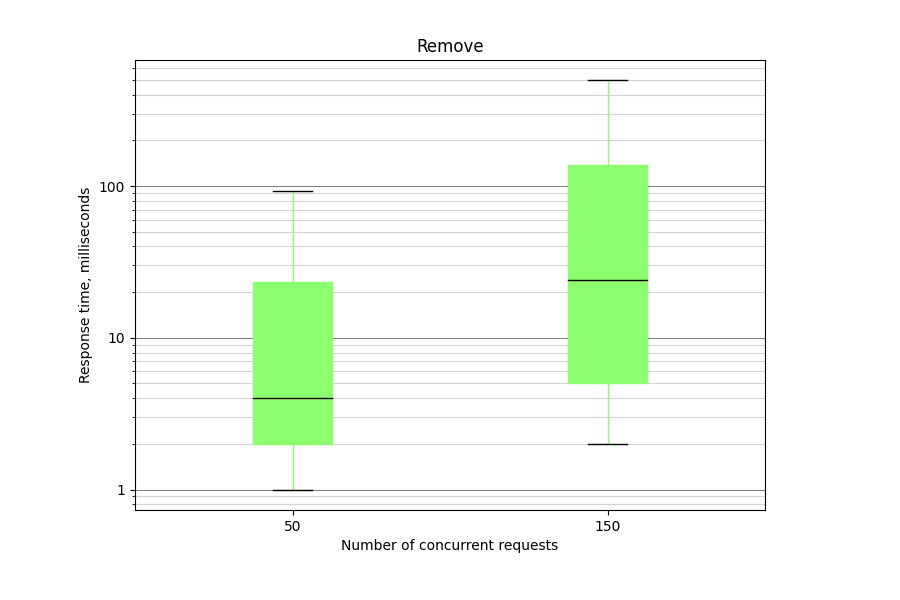 Remove
Response time, milliseconds
100
10
1
50
150
Number of concurrent requests